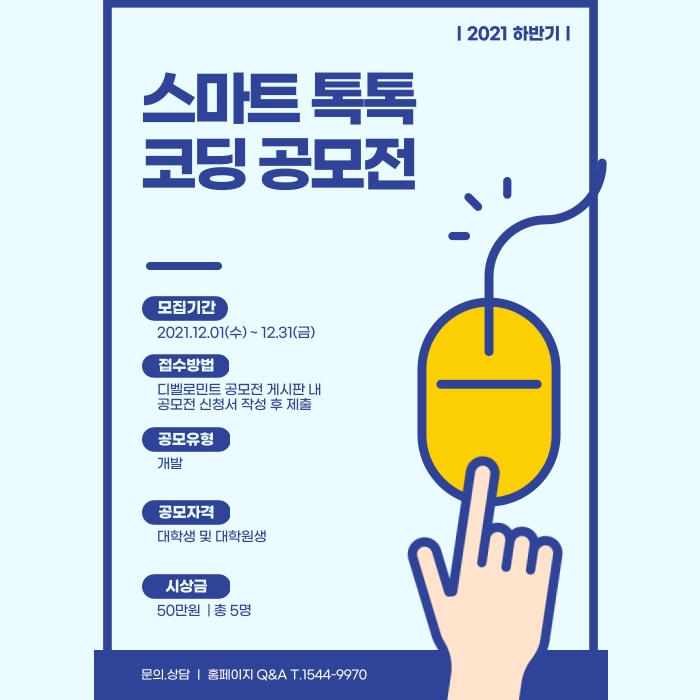 | 2021 하반기 |
스마트 톡톡
코딩 공모전
모집기간
2021.12.01(수) ~ 12.31(금)
접수방법
디벨로민트 공모전 게시판 내
공모전 신청서 작성 후 제출
공모유형
개발
공모자격
대학생 및 대학원생
시상금
50만원 | 총 5명
문의.상담 | 홈페이지 Q&A T.1544-9970